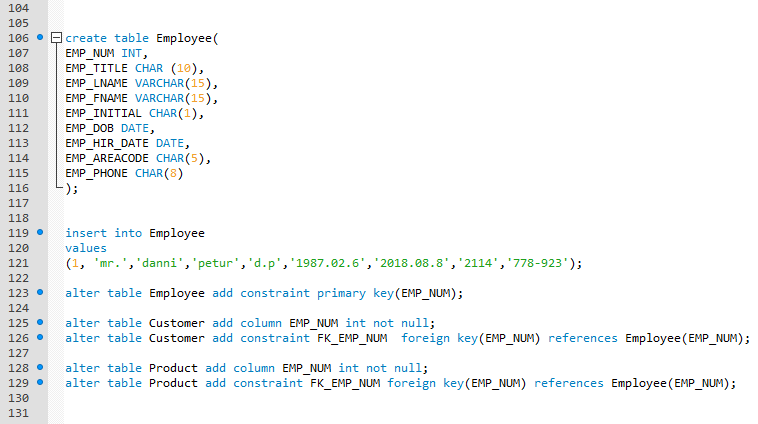 104
105
106 create table Employee(
107 EMP_NUM INT,
108 EMP_TITLE CHAR (10),
109 EMP_LNAME VARCHAR(15),
110 EMP_FNAME VARCHAR(15),
111 EMP_INITIAL CHAR(1),
112 EMP_DOB DATE,
113 EMP_HIR_DATE DATE,
114 EMP_AREACODE CHAR(5),
115 EMP_PHONE CHAR(8)
116 );
117
118
119 insert into Employee
120 values
121 (1, 'mr.','danni','petur','d.p','1987.02.6','2018.08.8','2114','778-923');
122
123 alter table Employee add constraint primary key(EMP_NUM);
124
125 alter table Customer add column EMP_NUM int not null;
126 alter table Customer add constraint FK_EMP_NUM  foreign key(EMP_NUM) references Employee(EMP_NUM);
127
128 alter table Product add column EMP_NUM int not null;
129 alter table Product add constraint FK_EMP_NUM foreign key(EMP_NUM) references Employee(EMP_NUM);
130
131